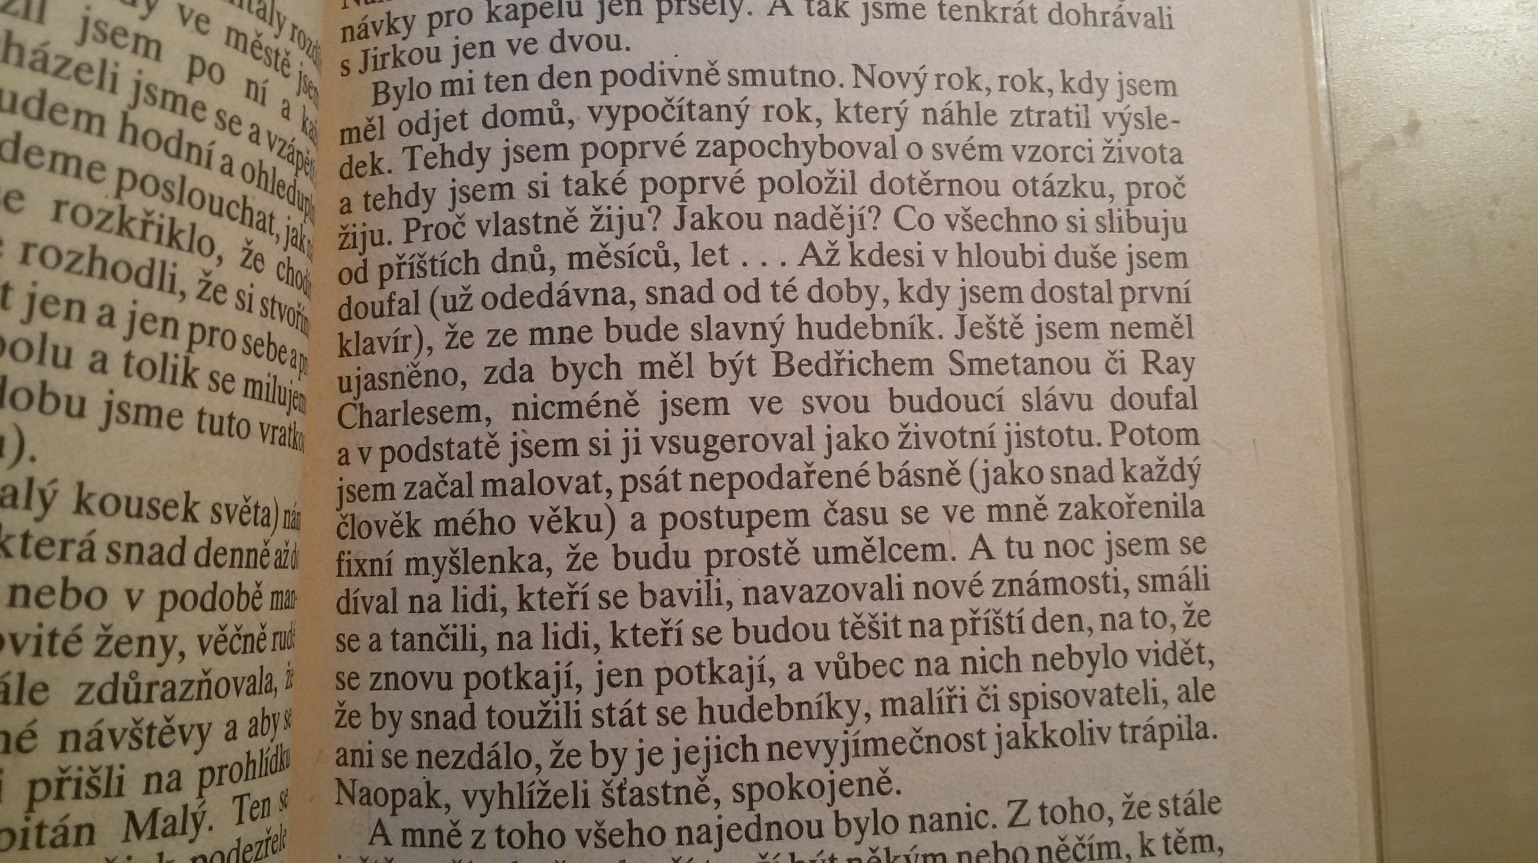 jsem po ní a
ve městě
házeli jsme se a
udem hodní a
deme poslouchat,
e rozkřiklo, že
rozhodli, že si
t jen a jen pro sebe a
olu a tolik se
dobu jsme tuto
alý kousek světa)
která snad denně až
nebo v podobě
ovité ženy, věčně
ále zdůrazňovala,
né návštěvy a aby
přišli na
pitán Malý. Ten
návky pro kapelu jen pršely. A tak jsme tenkrát dohrávali
s Jirkou jen ve dvou.
Bylo mi ten den podivně smutno. Nový rok, rok, kdy jsem
měl odjet domů, vypočítaný rok, který náhle ztratil výsle-
dek. Tehdy jsem poprvé zapochyboval o svém vzorci života
a tehdy jsem si také poprvé položil dotěrnou otázku, proč
žiju. Proč vlastně žiju? Jakou nadějí? Co všechno si slibuju
od příštích dnů, měsíců, let . . . Až kdesi v hloubi duše jsem
doufal (už odedávna, snad od té doby, kdy jsem dostal první
klavír), že ze mne bude slavný hudebník. Ještě jsem neměl
ujasněno, zda bych měl být Bedřichem Smetanou či Ray
Charlesem, nicméně jsem ve svou budoucí slávu doufal
a v podstatě jsem si ji vsugeroval jako životní jistotu. Potom
jsem začal malovat, psát nepodařené básně (jako snad každý
člověk mého věku) a postupem času se ve mně zakořenila
fixní myšlenka, že budu prostě umělcem. A tu noc jsem se
díval na lidi, kteří se bavili, navazovali nové známosti, smáli
se a tančili, na lidi, kteří se budou těšit na příští den, na to, že
se znovu potkají, jen potkají, a vůbec na nich nebylo vidět,
že by snad toužili stát se hudebníky, malíři či spisovateli, ale
ani se nezdálo, že by je jejich nevyjímečnost jakkoliv trápila.
Naopak, vyhlíželi šťastně, spokojeně.
A mně z toho všeho najednou bylo nanic. Z toho, že stále
být někým nebo něčím, k těm,